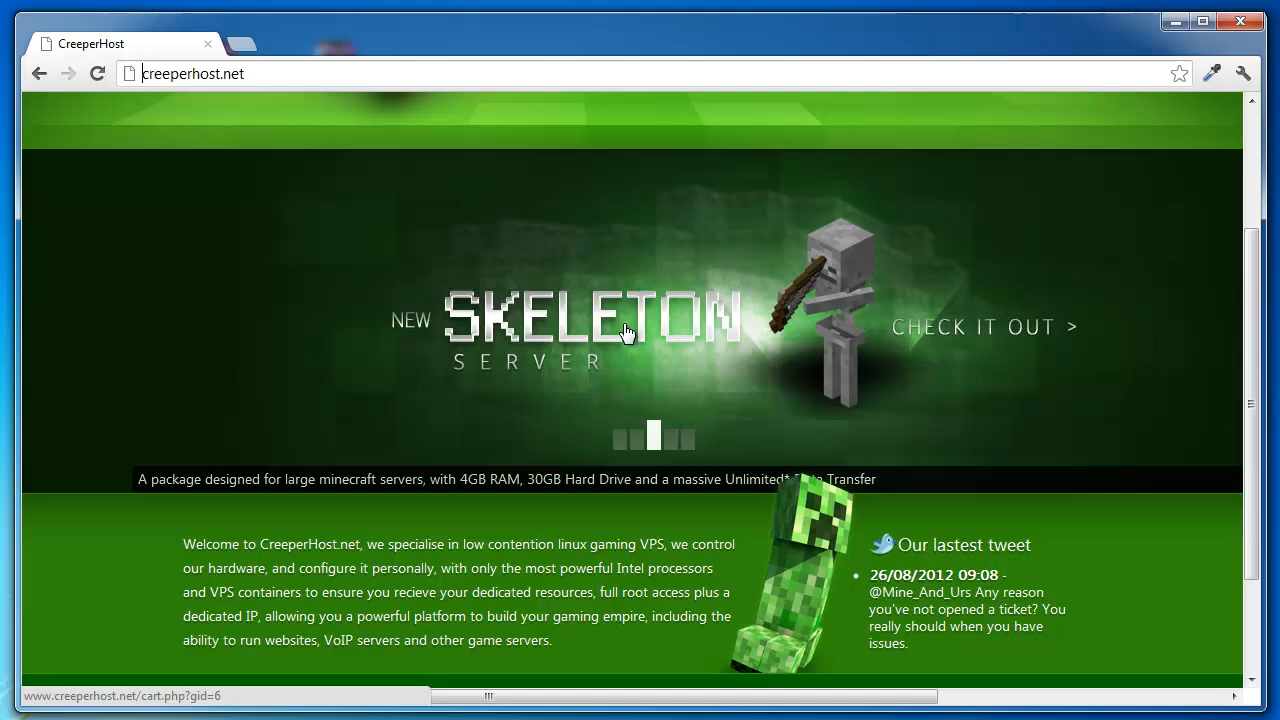 CreeperHost
creeperhost.net
NEW SKELETON
SERVER
CHECK IT OUT >
A package designed for large minecraft servers, with 4GB RAM, 30GB Hard Drive and a massive Unlimited* Transfer
Welcome to CreeperHost.net, we specialise in low contention linux gaming VPS, we control
our hardware, and configure it personally, with only the most powerful Intel processors
and VPS containers to ensure you recieve your dedicated resources, full root access plus a
dedicated IP, allowing you a powerful platform to build your gaming empire, including the
ability to run websites, VoIP servers and other game servers.
Our lastest tweet
26/08/2012 09:08 -
@Mine_And_Urs Any reason
you've not opened a ticket? You
really should when you have
issues.
www.creeperhost.net/cart.php?gid=6